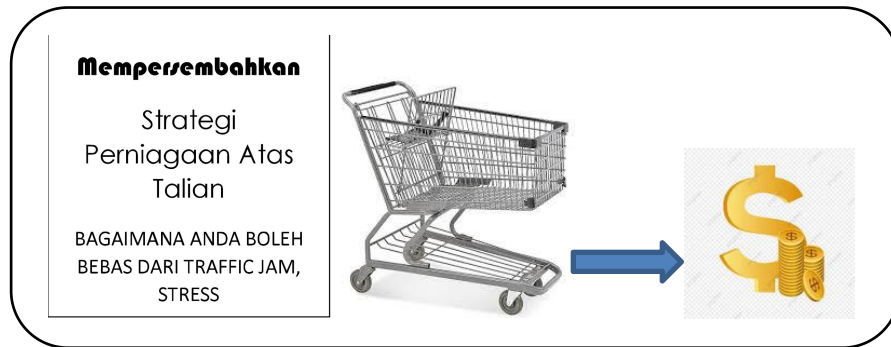 Mempersembahkan
Strategi
Perniagaan Atas
Talian
BAGAIMANA ANDA BOLEH
BEBAS DARI TRAFFIC JAM,
STRESS